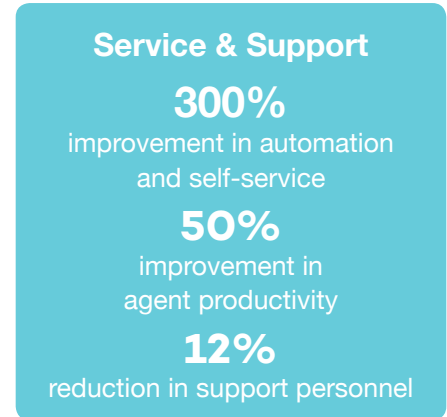 Service & Support
300%
improvement in automation
and self-service
50%
improvement in
agent productivity
12%
reduction in support personnel